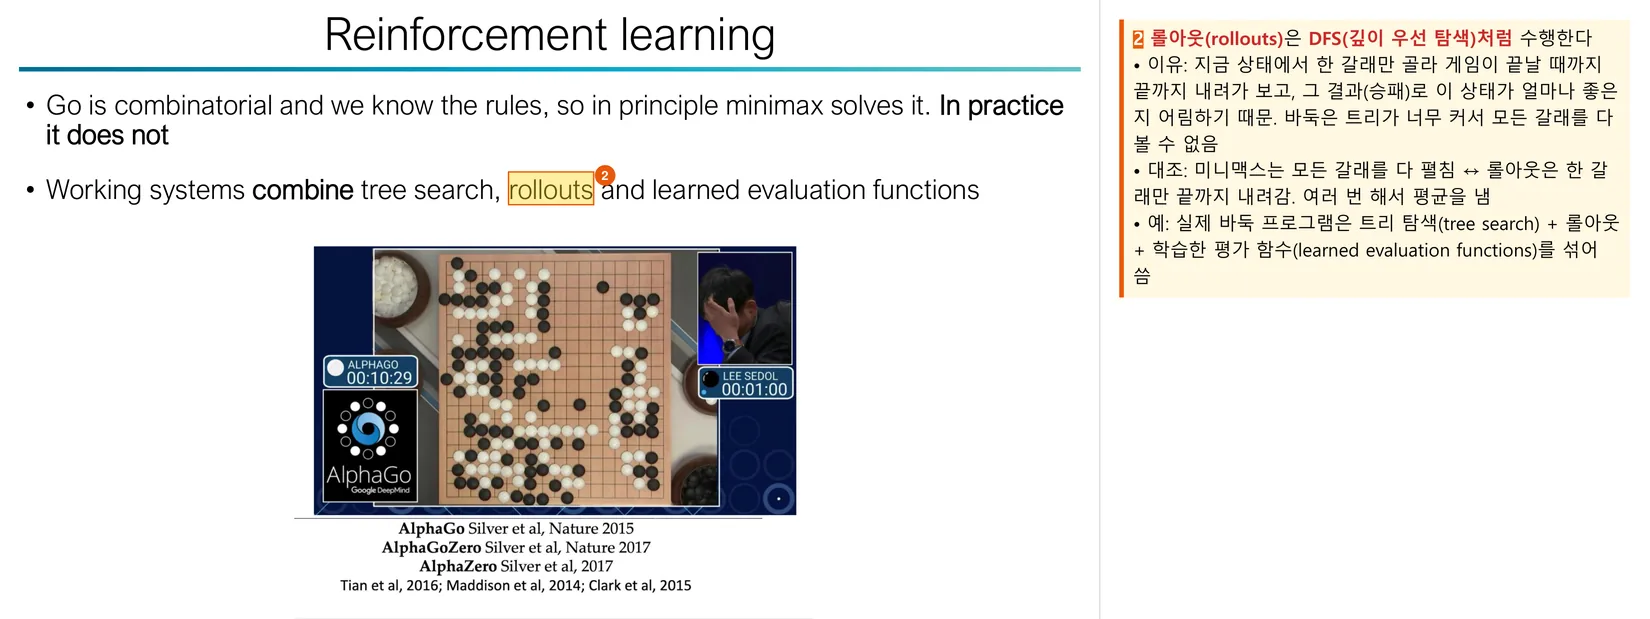 Reinforcement learning
• Go is combinatorial and we know the rules, so in principle minimax solves it. In practice
it does not
• Working systems combine tree search, rollouts and learned evaluation functions
2
ALPHAGO
00:10:29
AlphaGo
Google DeepMind
LEE SEDOL
00:01:00
AlphaGo Silver et al, Nature 2015
AlphaGoZero Silver et al, Nature 2017
AlphaZero Silver et al, 2017
Tian et al, 2016; Maddison et al, 2014; Clark et al, 2015
2 롤아웃(rollouts)은 DFS(깊이 우선 탐색)처럼 수행한다
• 이유: 지금 상태에서 한 갈래만 골라 게임이 끝날 때까지
끝까지 내려가 보고, 그 결과(승패)로 이 상태가 얼마나 좋은
지 어림하기 때문. 바둑은 트리가 너무 커서 모든 갈래를 다
볼 수 없음
• 대조: 미니맥스는 모든 갈래를 다 펼침 ↔ 롤아웃은 한 갈
래만 끝까지 내려감. 여러 번 해서 평균을 냄
• 예: 실제 바둑 프로그램은 트리 탐색(tree search) + 롤아웃
+ 학습한 평가 함수(learned evaluation functions)를 섞어
씀